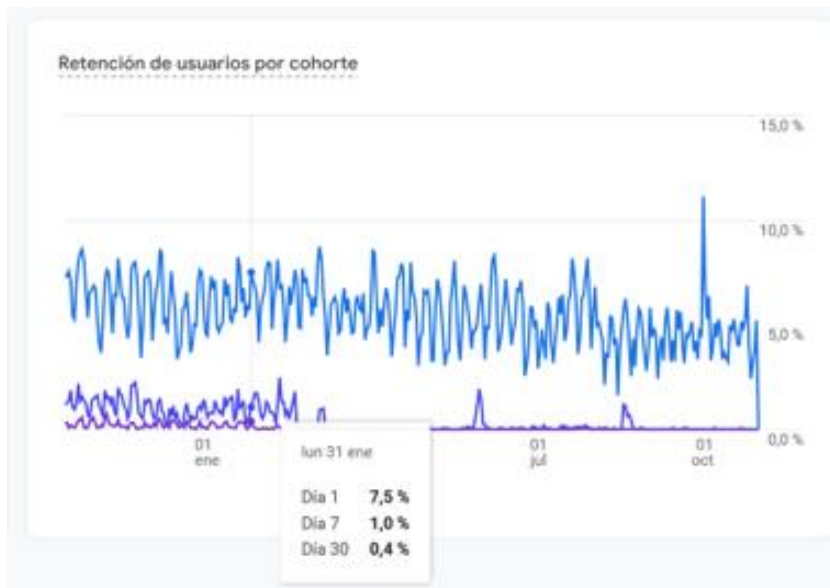 Retención de usuarios por cohorte
15,0 %
10,0 %
5,0 %
0,0 %
01
ene
01
jul
01
oct
lun 31 ene
Día 1 7,5 %
Día 7 1,0 %
Día 30 0,4 %